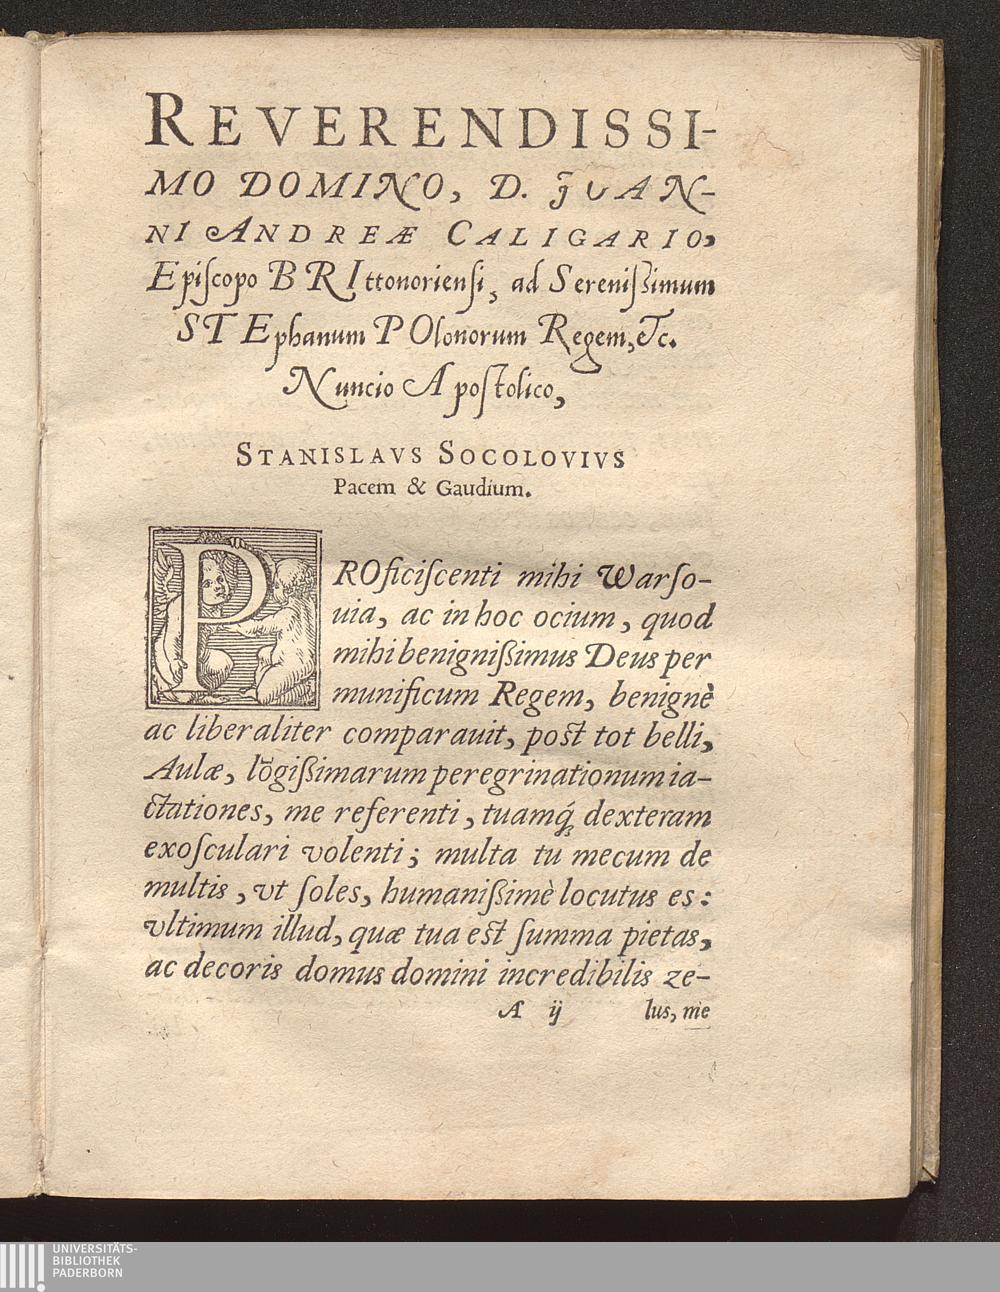 REVERENDISSI-
MO DOMINO, D. JUAN-
NI ANDREÆ CALIGARIO,
Epiſcopo BRIttonorienſi, ad Sereniſsimum
STEphanum POlonorum Regem, &c.
Nuncio Apoſtolico,
STANISLAVS SOCOLOVIVS
Pacem & Gaudium.
PROficiſcenti mihi Warſo-
uia, ac in hoc ocium, quod
mihi benigniſsimus Deus per
munificum Regem, benignè
ac liberaliter comparauit, poſt tot belli,
Aulæ, lõgiſsimarum peregrinationum ia-
ctationes, me referenti, tuamq́; dexteram
exoſculari volenti; multa tu mecum de
multis, vt ſoles, humaniſsimè locutus es:
vltimum illud, quæ tua eſt ſumma pietas,
ac decoris domus domini incredibilis ze-
A ij lus, me
UNIVERSITÄTS-
BIBLIOTHEK
PADERBORN